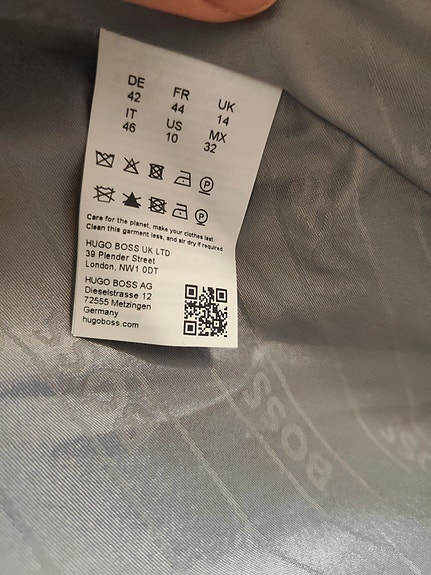 DE FR UK
42 44 14
IT US MX
46 10 32
P
P
Care for the planet, make your clothes last
Clean this garment less, and air dry if required
HUGO BOSS UK LTD
39 Plender Street
London, NW1 0DT
HUGO BOSS AG
Dieselstrasse 12
72555 Metzingen
Germany
hugoboss.com
BOSS